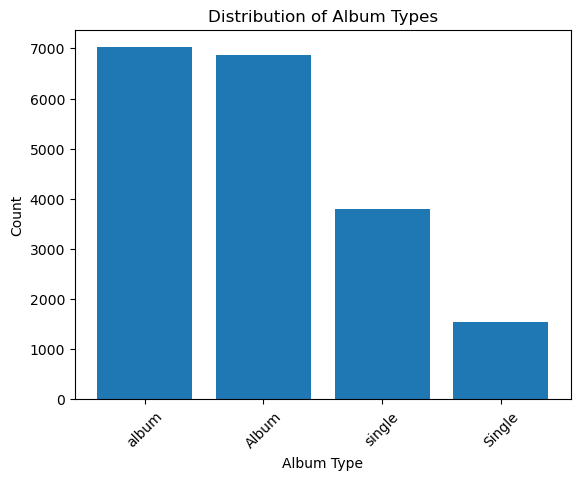 Distribution of Album Types
7000
6000
5000
4000
3000
2000
1000
0
Count
album
Album
single
Single
Album Type